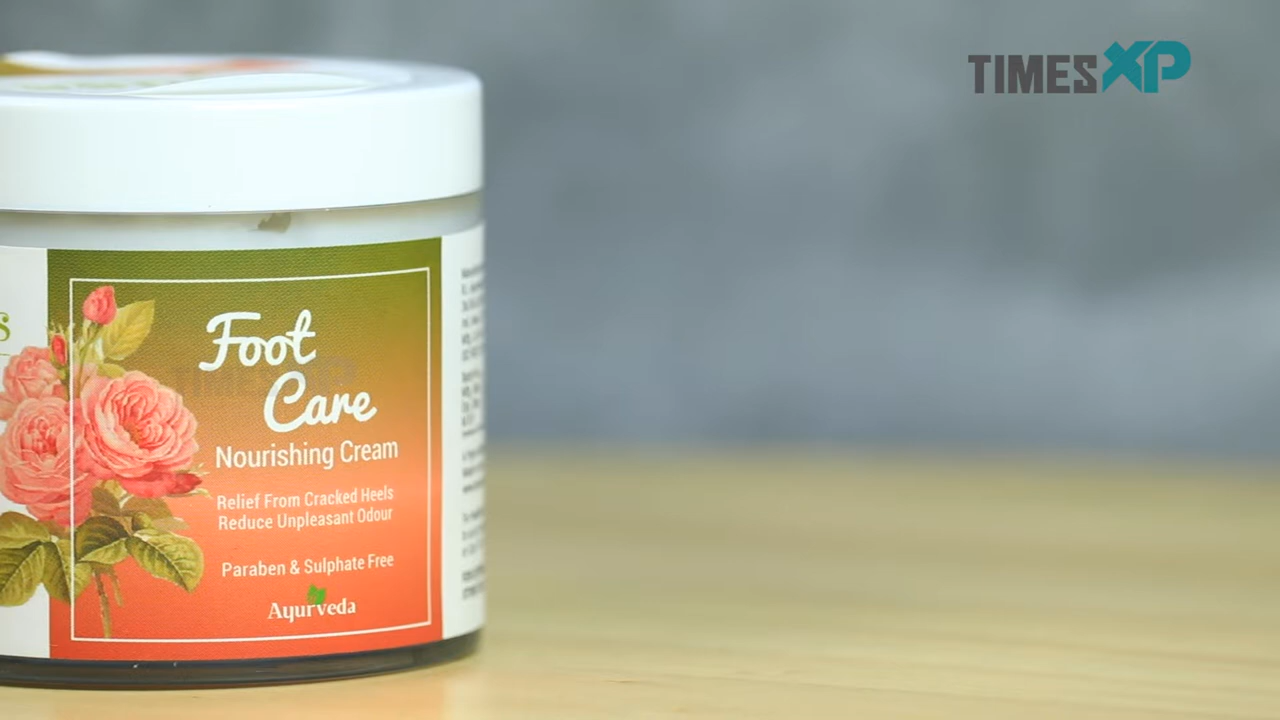 TIMESXP
s
Foot
Care
Nourishing Cream
Relief From Cracked Heels
Reduce Unpleasant Odour
Paraben & Sulphate Free
Ayurveda